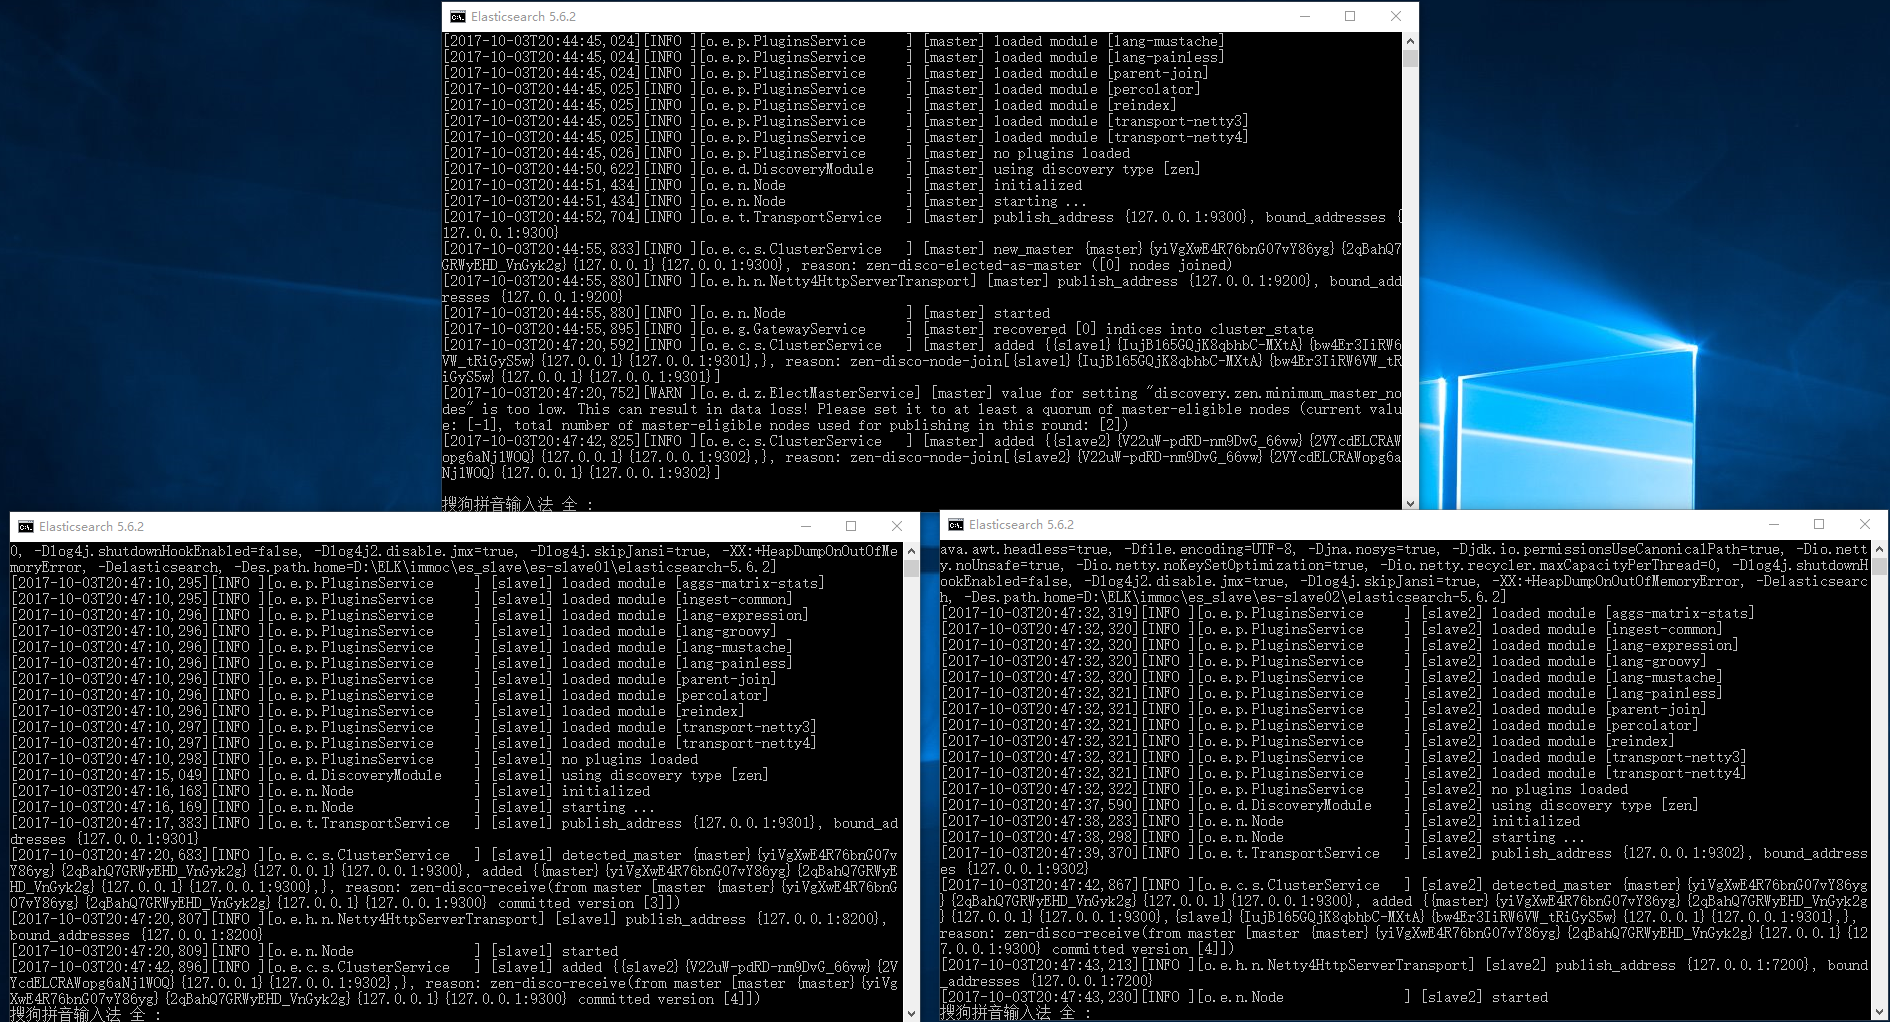 Elasticsearch 5.6.2
[2017-10-03T20:44:45,024][INFO ][o.e.p.PluginsService     ] [master] loaded module [lang-mustache]
[2017-10-03T20:44:45,024][INFO ][o.e.p.PluginsService     ] [master] loaded module [lang-painless]
[2017-10-03T20:44:45,024][INFO ][o.e.p.PluginsService     ] [master] loaded module [parent-join]
[2017-10-03T20:44:45,025][INFO ][o.e.p.PluginsService     ] [master] loaded module [percolator]
[2017-10-03T20:44:45,025][INFO ][o.e.p.PluginsService     ] [master] loaded module [reindex]
[2017-10-03T20:44:45,025][INFO ][o.e.p.PluginsService     ] [master] loaded module [transport-netty3]
[2017-10-03T20:44:45,025][INFO ][o.e.p.PluginsService     ] [master] loaded module [transport-netty4]
[2017-10-03T20:44:45,026][INFO ][o.e.p.PluginsService     ] [master] no plugins loaded
[2017-10-03T20:44:50,622][INFO ][o.e.d.DiscoveryModule    ] [master] using discovery type [zen]
[2017-10-03T20:44:51,434][INFO ][o.e.n.Node               ] [master] initialized
[2017-10-03T20:44:51,434][INFO ][o.e.n.Node               ] [master] starting ...
[2017-10-03T20:44:52,704][INFO ][o.e.t.TransportService   ] [master] publish_address {127.0.0.1:9300}, bound_addresses {
127.0.0.1:9300}
[2017-10-03T20:44:55,833][INFO ][o.e.c.s.ClusterService   ] [master] new_master {master}{yiVgXwE4R76bnG07vY86yg}{2qBahQ7
GRWyEHD_VnGyk2g}{127.0.0.1}{127.0.0.1:9300}, reason: zen-disco-elected-as-master ([0] nodes joined)
[2017-10-03T20:44:55,880][INFO ][o.e.h.n.Netty4HttpServerTransport] [master] publish_address {127.0.0.1:9200}, bound_add
resses {127.0.0.1:9200}
[2017-10-03T20:44:55,880][INFO ][o.e.n.Node               ] [master] started
[2017-10-03T20:44:55,895][INFO ][o.e.g.GatewayService     ] [master] recovered [0] indices into cluster_state
[2017-10-03T20:47:20,592][INFO ][o.e.c.s.ClusterService   ] [master] added {{slave1}{IujB165GQjK8qbhbC-MXtA}{bw4Er3IiRW6
VW_tRiGyS5w}{127.0.0.1}{127.0.0.1:9301},}, reason: zen-disco-node-join[{slave1}{IujB165GQjK8qbhbC-MXtA}{bw4Er3IiRW6VW_tR
iGyS5w}{127.0.0.1}{127.0.0.1:9301}]
[2017-10-03T20:47:20,752][WARN ][o.e.d.z.ElectMasterService] [master] value for setting "discovery.zen.minimum_master_no
des" is too low. This can result in data loss! Please set it to at least a quorum of master-eligible nodes (current valu
e: [-1], total number of master-eligible nodes used for publishing in this round: [2])
[2017-10-03T20:47:42,825][INFO ][o.e.c.s.ClusterService   ] [master] added {{slave2}{V22uW-pdRD-nm9DvG_66vw}{2VYcdELCRAW
opg6aNj1WOQ}{127.0.0.1}{127.0.0.1:9302},}, reason: zen-disco-node-join[{slave2}{V22uW-pdRD-nm9DvG_66vw}{2VYcdELCRAWopg6a
Nj1WOQ}{127.0.0.1}{127.0.0.1:9302}]
搜狗拼音输入法 全 :
Elasticsearch 5.6.2
0, -Dlog4j.shutdownHookEnabled=false, -Dlog4j2.disable.jmx=true, -Dlog4j.skipJansi=true, -XX:+HeapDumpOnOutOfMe
moryError, -Delasticsearch, -Des.path.home=D:\ELK\immoc\es_slave\es-slave01\elasticsearch-5.6.2]
[2017-10-03T20:47:10,295][INFO ][o.e.p.PluginsService     ] [slave1] loaded module [aggs-matrix-stats]
[2017-10-03T20:47:10,295][INFO ][o.e.p.PluginsService     ] [slave1] loaded module [ingest-common]
[2017-10-03T20:47:10,296][INFO ][o.e.p.PluginsService     ] [slave1] loaded module [lang-expression]
[2017-10-03T20:47:10,296][INFO ][o.e.p.PluginsService     ] [slave1] loaded module [lang-groovy]
[2017-10-03T20:47:10,296][INFO ][o.e.p.PluginsService     ] [slave1] loaded module [lang-mustache]
[2017-10-03T20:47:10,296][INFO ][o.e.p.PluginsService     ] [slave1] loaded module [lang-painless]
[2017-10-03T20:47:10,296][INFO ][o.e.p.PluginsService     ] [slave1] loaded module [parent-join]
[2017-10-03T20:47:10,296][INFO ][o.e.p.PluginsService     ] [slave1] loaded module [percolator]
[2017-10-03T20:47:10,296][INFO ][o.e.p.PluginsService     ] [slave1] loaded module [reindex]
[2017-10-03T20:47:10,297][INFO ][o.e.p.PluginsService     ] [slave1] loaded module [transport-netty3]
[2017-10-03T20:47:10,297][INFO ][o.e.p.PluginsService     ] [slave1] loaded module [transport-netty4]
[2017-10-03T20:47:10,298][INFO ][o.e.p.PluginsService     ] [slave1] no plugins loaded
[2017-10-03T20:47:15,049][INFO ][o.e.d.DiscoveryModule    ] [slave1] using discovery type [zen]
[2017-10-03T20:47:16,168][INFO ][o.e.n.Node               ] [slave1] initialized
[2017-10-03T20:47:16,169][INFO ][o.e.n.Node               ] [slave1] starting ...
[2017-10-03T20:47:17,383][INFO ][o.e.t.TransportService   ] [slave1] publish_address {127.0.0.1:9301}, bound_ad
dresses {127.0.0.1:9301}
[2017-10-03T20:47:20,683][INFO ][o.e.c.s.ClusterService   ] [slave1] detected_master {master}{yiVgXwE4R76bnG07v
Y86yg}{2qBahQ7GRWyEHD_VnGyk2g}{127.0.0.1}{127.0.0.1:9300}, added {{master}{yiVgXwE4R76bnG07vY86yg}{2qBahQ7GRWyE
HD_VnGyk2g}{127.0.0.1}{127.0.0.1:9300},}, reason: zen-disco-receive(from master [master {master}{yiVgXwE4R76bnG
07vY86yg}{2qBahQ7GRWyEHD_VnGyk2g}{127.0.0.1}{127.0.0.1:9300} committed version [3]])
[2017-10-03T20:47:20,807][INFO ][o.e.h.n.Netty4HttpServerTransport] [slave1] publish_address {127.0.0.1:8200},
bound_addresses {127.0.0.1:8200}
[2017-10-03T20:47:20,809][INFO ][o.e.n.Node               ] [slave1] started
[2017-10-03T20:47:42,896][INFO ][o.e.c.s.ClusterService   ] [slave1] added {{slave2}{V22uW-pdRD-nm9DvG_66vw}{2V
YcdELCRAWopg6aNj1WOQ}{127.0.0.1}{127.0.0.1:9302},}, reason: zen-disco-receive(from master [master {master}{yiVg
XwE4R76bnG07vY86yg}{2qBahQ7GRWyEHD_VnGyk2g}{127.0.0.1}{127.0.0.1:9300} committed version [4]])
搜狗拼音输入法 全 :
Elasticsearch 5.6.2
ava.awt.headless=true, -Dfile.encoding=UTF-8, -Djna.nosys=true, -Djdk.io.permissionsUseCanonicalPath=true, -Dio.nett
y.noUnsafe=true, -Dio.netty.noKeySetOptimization=true, -Dio.netty.recycler.maxCapacityPerThread=0, -Dlog4j.shutdownH
ookEnabled=false, -Dlog4j2.disable.jmx=true, -Dlog4j.skipJansi=true, -XX:+HeapDumpOnOutOfMemoryError, -Delasticsearc
h, -Des.path.home=D:\ELK\immoc\es_slave\es-slave02\elasticsearch-5.6.2]
[2017-10-03T20:47:32,319][INFO ][o.e.p.PluginsService     ] [slave2] loaded module [aggs-matrix-stats]
[2017-10-03T20:47:32,320][INFO ][o.e.p.PluginsService     ] [slave2] loaded module [ingest-common]
[2017-10-03T20:47:32,320][INFO ][o.e.p.PluginsService     ] [slave2] loaded module [lang-expression]
[2017-10-03T20:47:32,320][INFO ][o.e.p.PluginsService     ] [slave2] loaded module [lang-groovy]
[2017-10-03T20:47:32,320][INFO ][o.e.p.PluginsService     ] [slave2] loaded module [lang-mustache]
[2017-10-03T20:47:32,321][INFO ][o.e.p.PluginsService     ] [slave2] loaded module [lang-painless]
[2017-10-03T20:47:32,321][INFO ][o.e.p.PluginsService     ] [slave2] loaded module [parent-join]
[2017-10-03T20:47:32,321][INFO ][o.e.p.PluginsService     ] [slave2] loaded module [percolator]
[2017-10-03T20:47:32,321][INFO ][o.e.p.PluginsService     ] [slave2] loaded module [reindex]
[2017-10-03T20:47:32,321][INFO ][o.e.p.PluginsService     ] [slave2] loaded module [transport-netty3]
[2017-10-03T20:47:32,321][INFO ][o.e.p.PluginsService     ] [slave2] loaded module [transport-netty4]
[2017-10-03T20:47:32,322][INFO ][o.e.p.PluginsService     ] [slave2] no plugins loaded
[2017-10-03T20:47:37,590][INFO ][o.e.d.DiscoveryModule    ] [slave2] using discovery type [zen]
[2017-10-03T20:47:38,283][INFO ][o.e.n.Node               ] [slave2] initialized
[2017-10-03T20:47:38,298][INFO ][o.e.n.Node               ] [slave2] starting ...
[2017-10-03T20:47:39,370][INFO ][o.e.t.TransportService   ] [slave2] publish_address {127.0.0.1:9302}, bound_address
es {127.0.0.1:9302}
[2017-10-03T20:47:42,867][INFO ][o.e.c.s.ClusterService   ] [slave2] detected_master {master}{yiVgXwE4R76bnG07vY86yg
}{2qBahQ7GRWyEHD_VnGyk2g}{127.0.0.1}{127.0.0.1:9300}, added {{master}{yiVgXwE4R76bnG07vY86yg}{2qBahQ7GRWyEHD_VnGyk2g
}{127.0.0.1}{127.0.0.1:9300},{slave1}{IujB165GQjK8qbhbC-MXtA}{bw4Er3IiRW6VW_tRiGyS5w}{127.0.0.1}{127.0.0.1:9301},},
reason: zen-disco-receive(from master [master {master}{yiVgXwE4R76bnG07vY86yg}{2qBahQ7GRWyEHD_VnGyk2g}{127.0.0.1}{12
7.0.0.1:9300} committed version [4]])
[2017-10-03T20:47:43,213][INFO ][o.e.h.n.Netty4HttpServerTransport] [slave2] publish_address {127.0.0.1:7200}, bound
_addresses {127.0.0.1:7200}
[2017-10-03T20:47:43,230][INFO ][o.e.n.Node               ] [slave2] started
搜狗拼音输入法 全 :